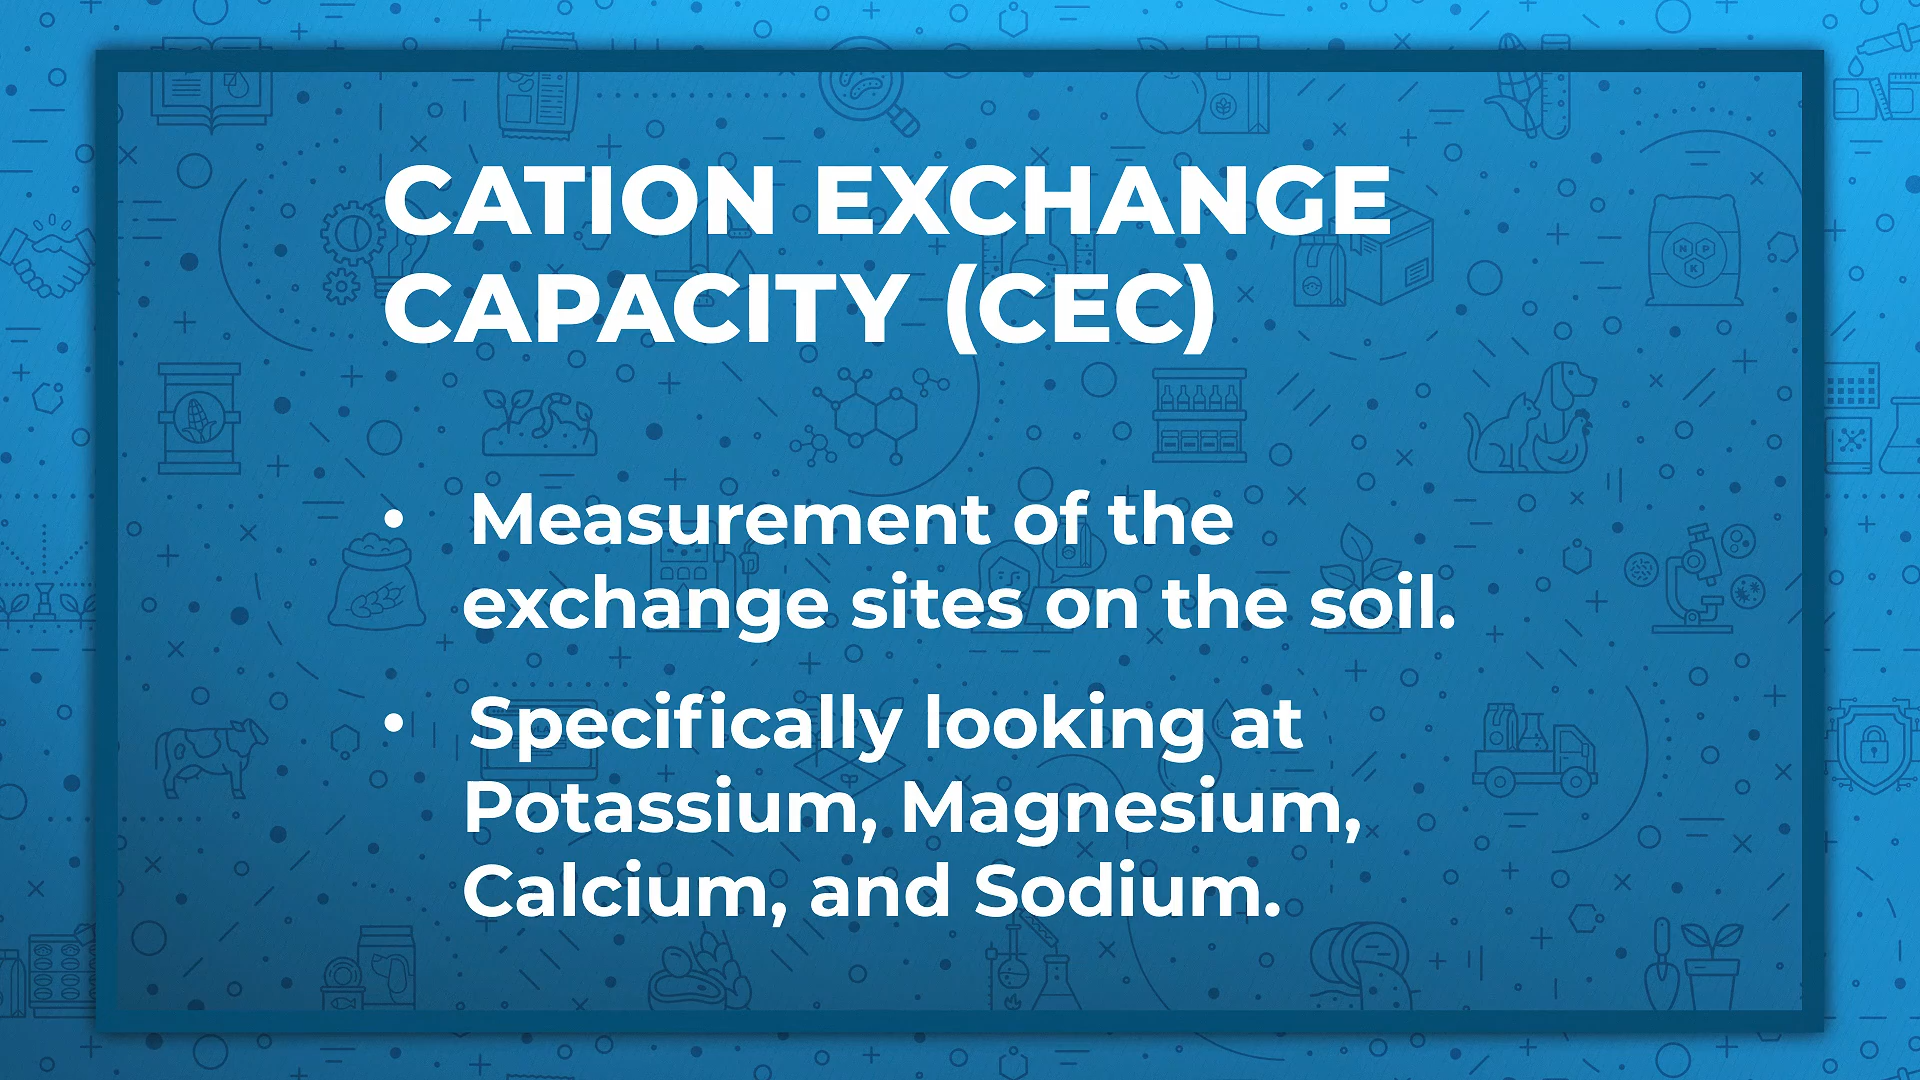 CATION EXCHANGE
CAPACITY (CEC)
• Measurement of the
exchange sites on the soil.
• Specifically looking at
Potassium, Magnesium,
Calcium, and Sodium.
N P
K